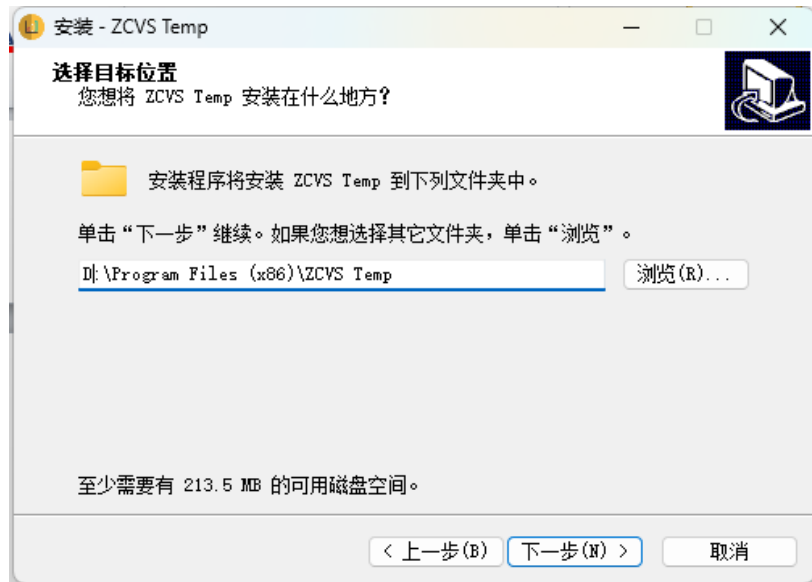 安装 - ZCVS Temp
选择目标位置
您想将 ZCVS Temp 安装在什么地方?
安装程序将安装 ZCVS Temp 到下列文件夹中。
单击“下一步”继续。如果您想选择其它文件夹，单击“浏览”。
D:\Program Files (x86)\ZCVS Temp
浏览(R)...
至少需要有 213.5 MB 的可用磁盘空间。
< 上一步(B) 下一步(N) > 取消